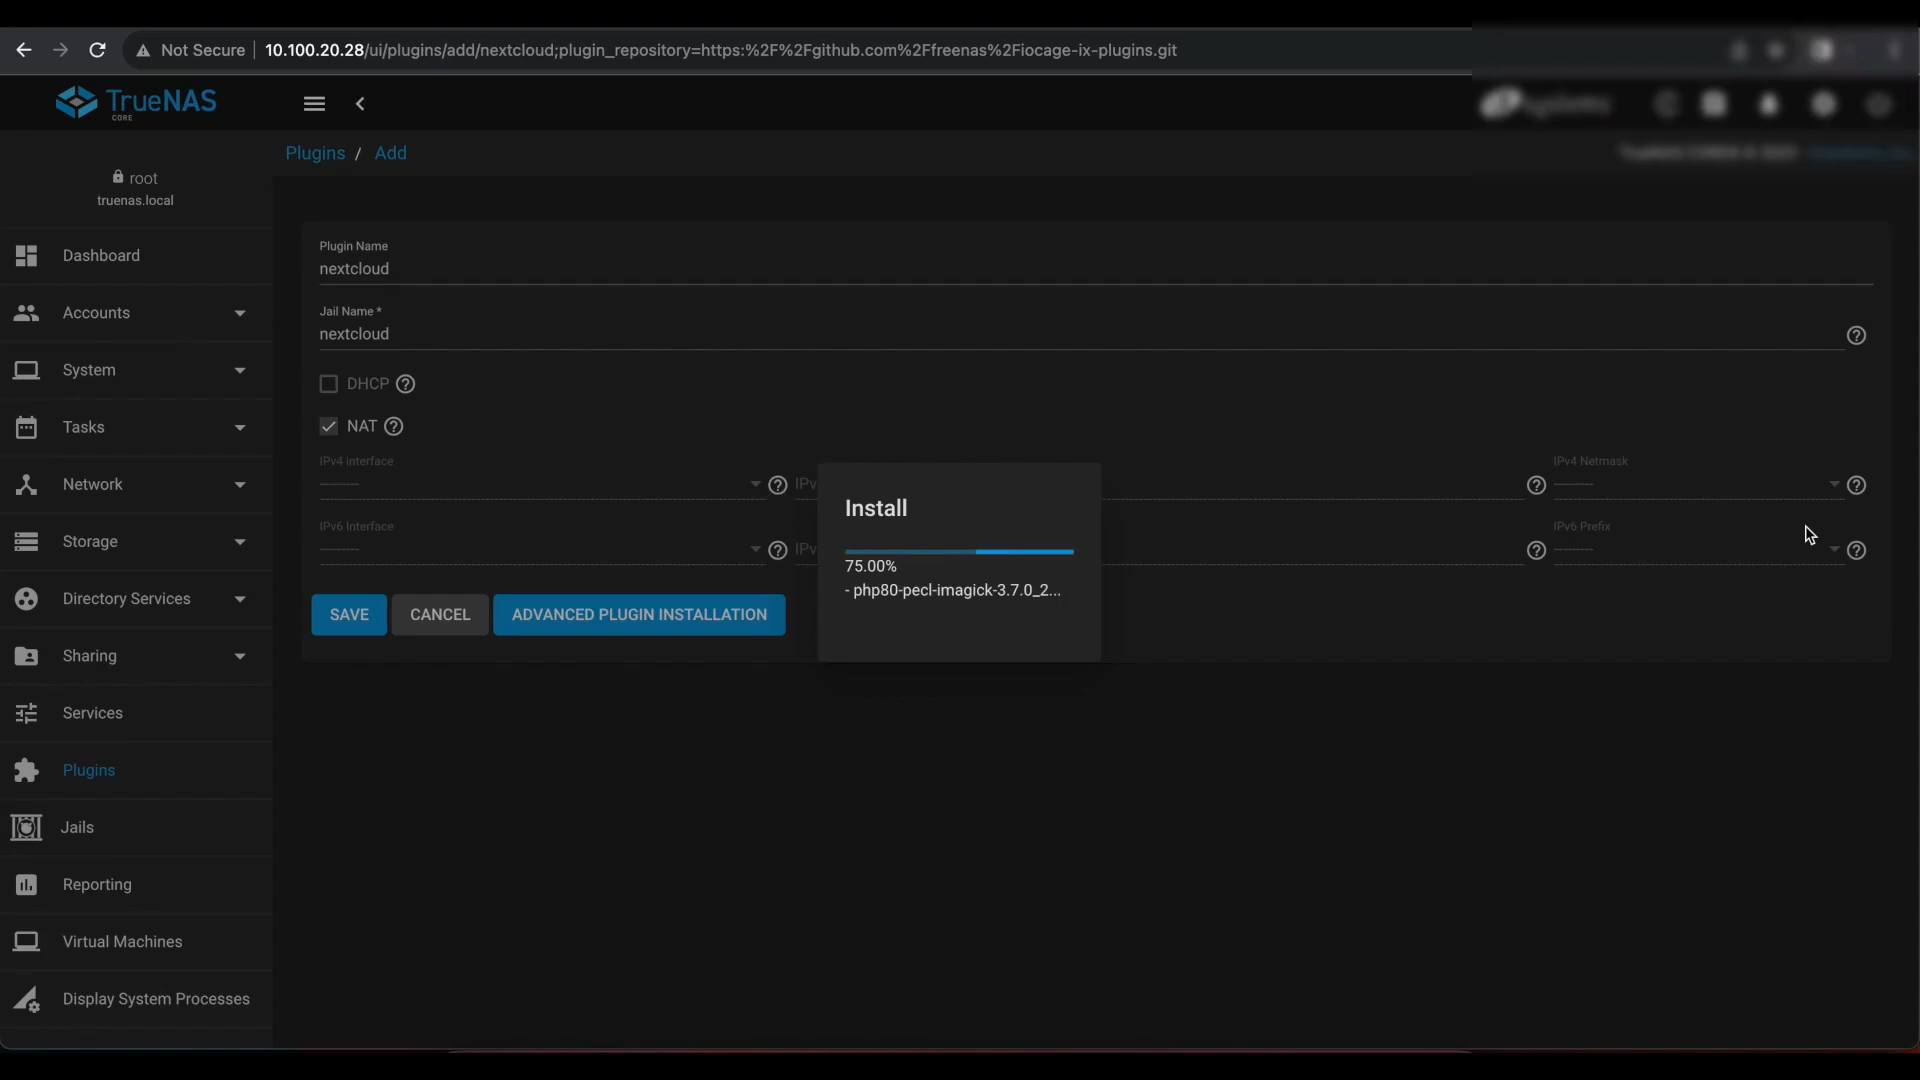 Not Secure 10.100.20.28/ui/plugins/add/nextcloud;plugin_repository=https:%2F%2Fgithub.com%2Ffreenas%2Fiocage-ix-plugins.git
TrueNAS
CORE
Plugins / Add
root
truenas.local
Dashboard
Accounts
System
Tasks
Network
Storage
Directory Services
Sharing
Services
Plugins
Jails
Reporting
Virtual Machines
Display System Processes
Plugin Name
nextcloud
Jail Name *
nextcloud
DHCP
NAT
IPv4 Interface
---------
IPv
IPv4 Netmask
---------
IPv6 Interface
---------
IPv
IPv6 Prefix
---------
SAVE CANCEL ADVANCED PLUGIN INSTALLATION
Install
75.00%
- php80-pecl-imagick-3.7.0_2...